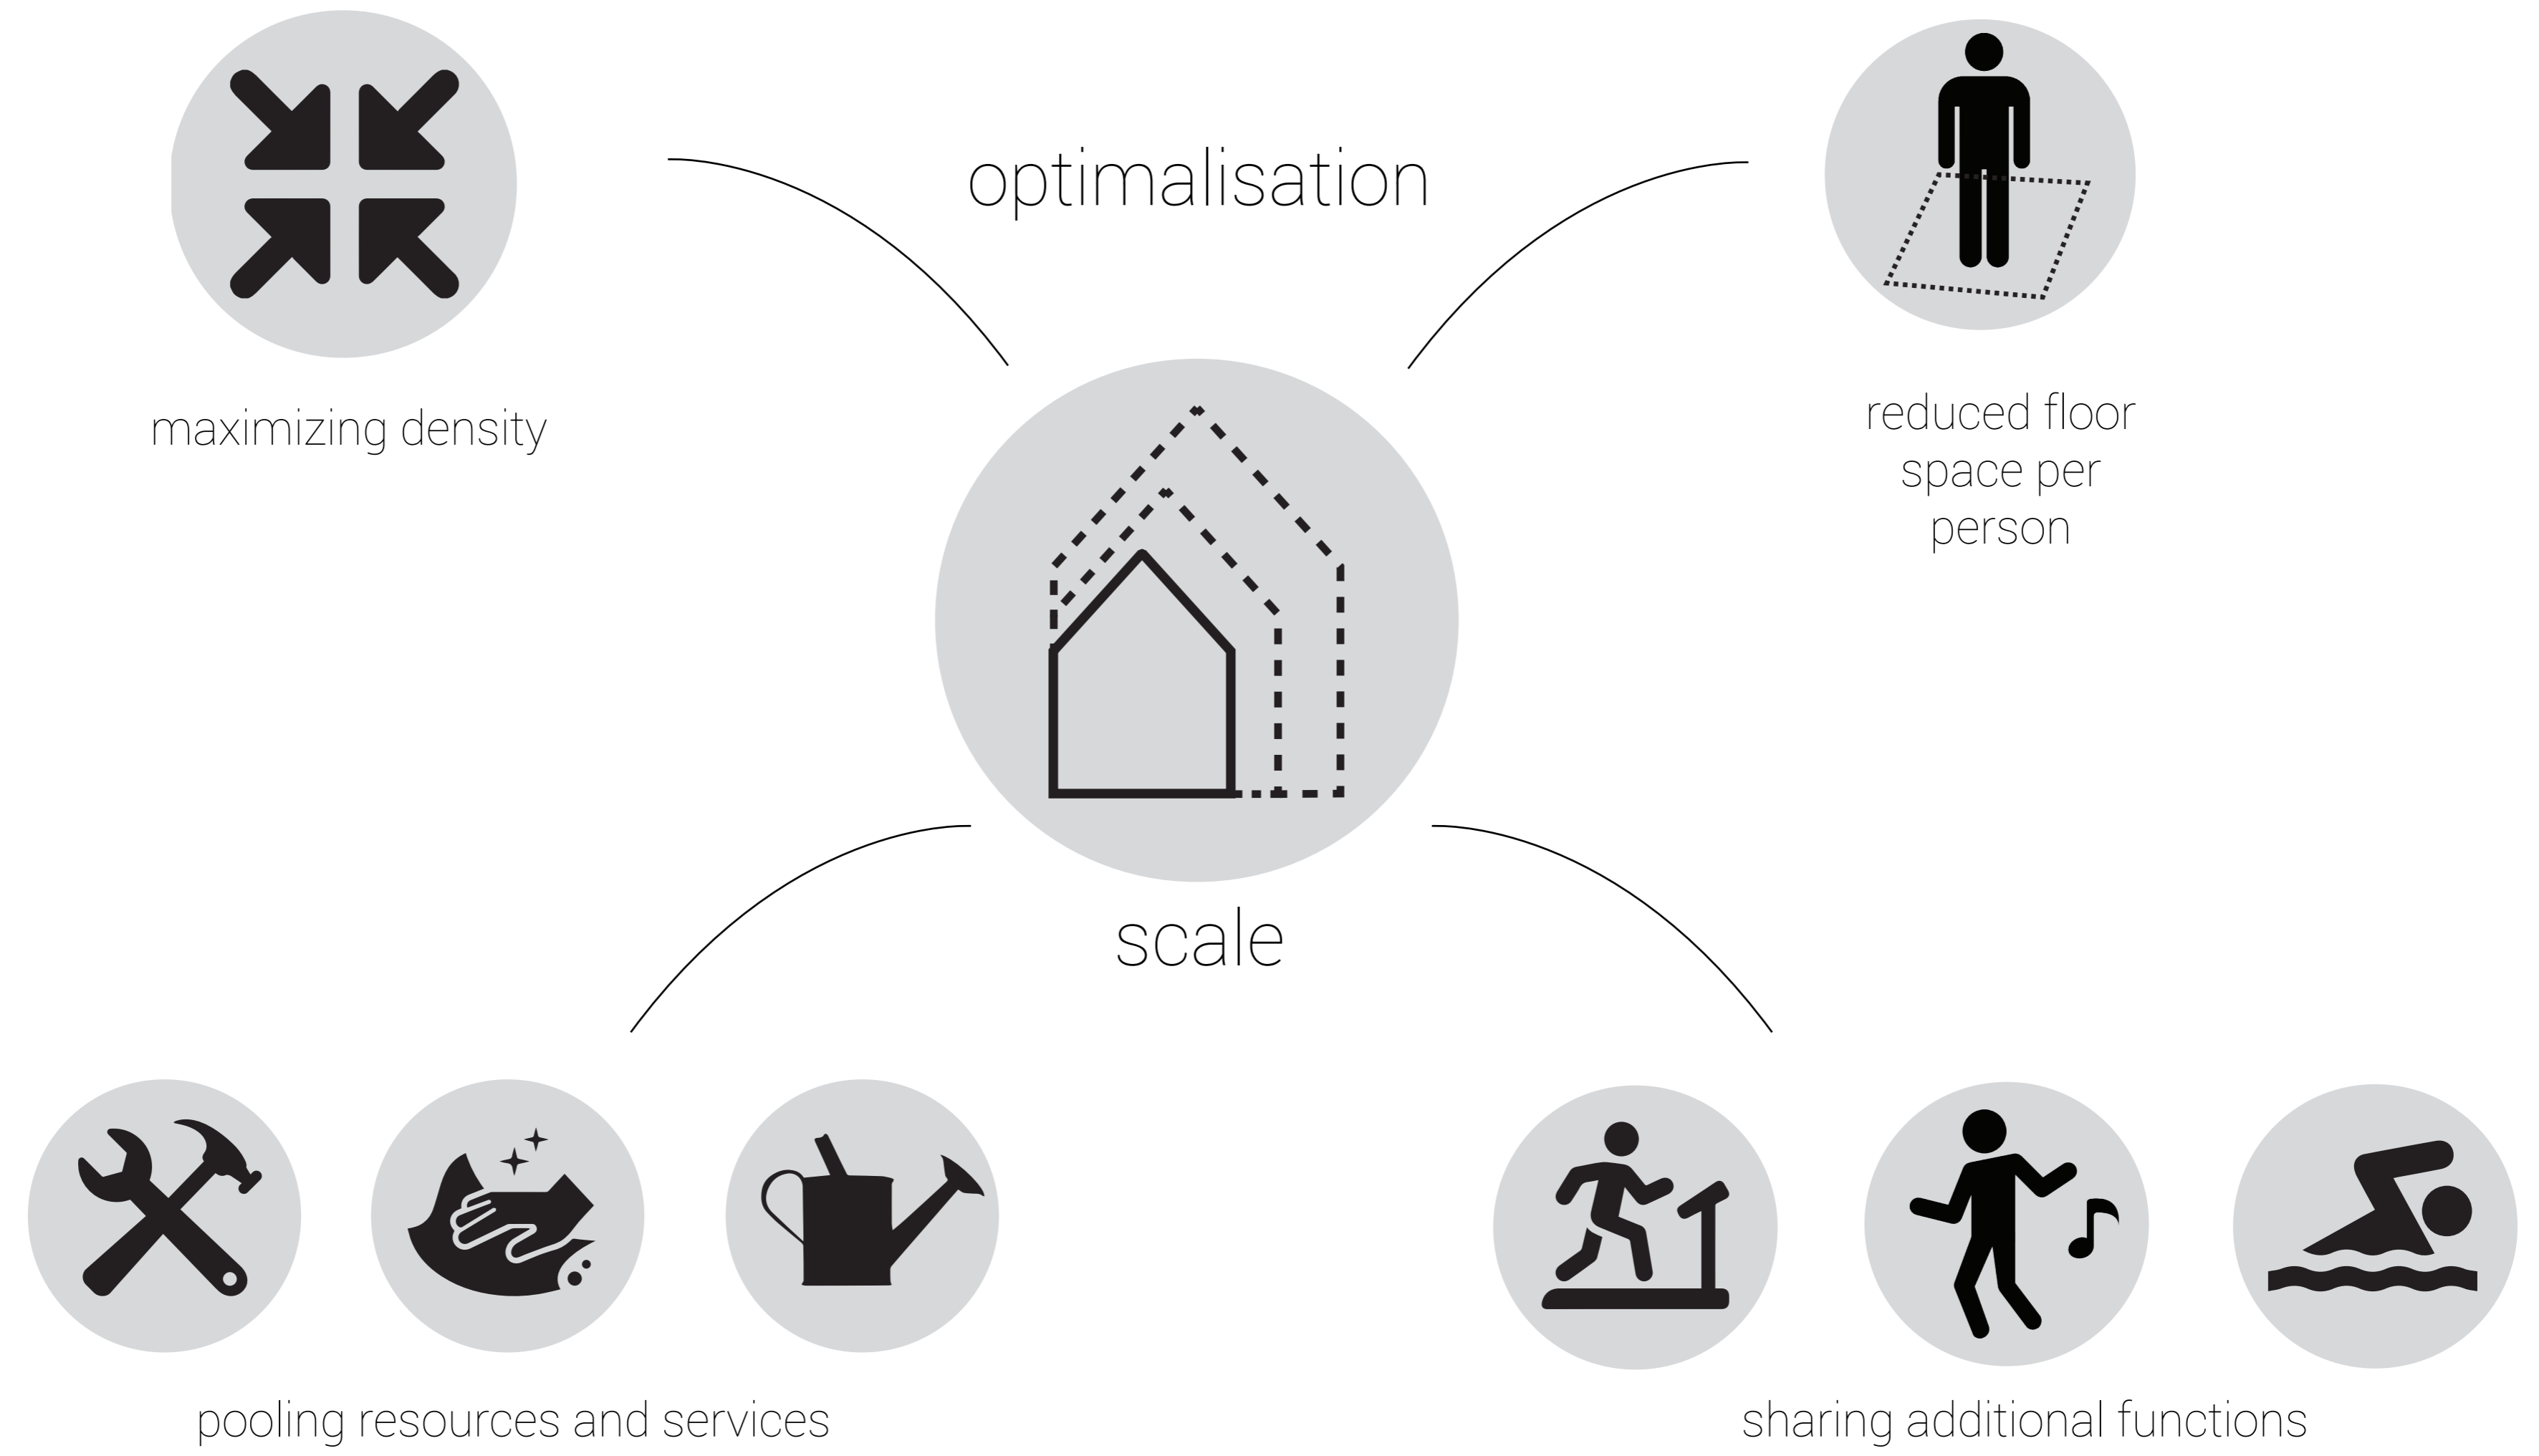 optimalisation
maximizing density
reduced floor
space per
person
scale
pooling resources and services
sharing additional functions